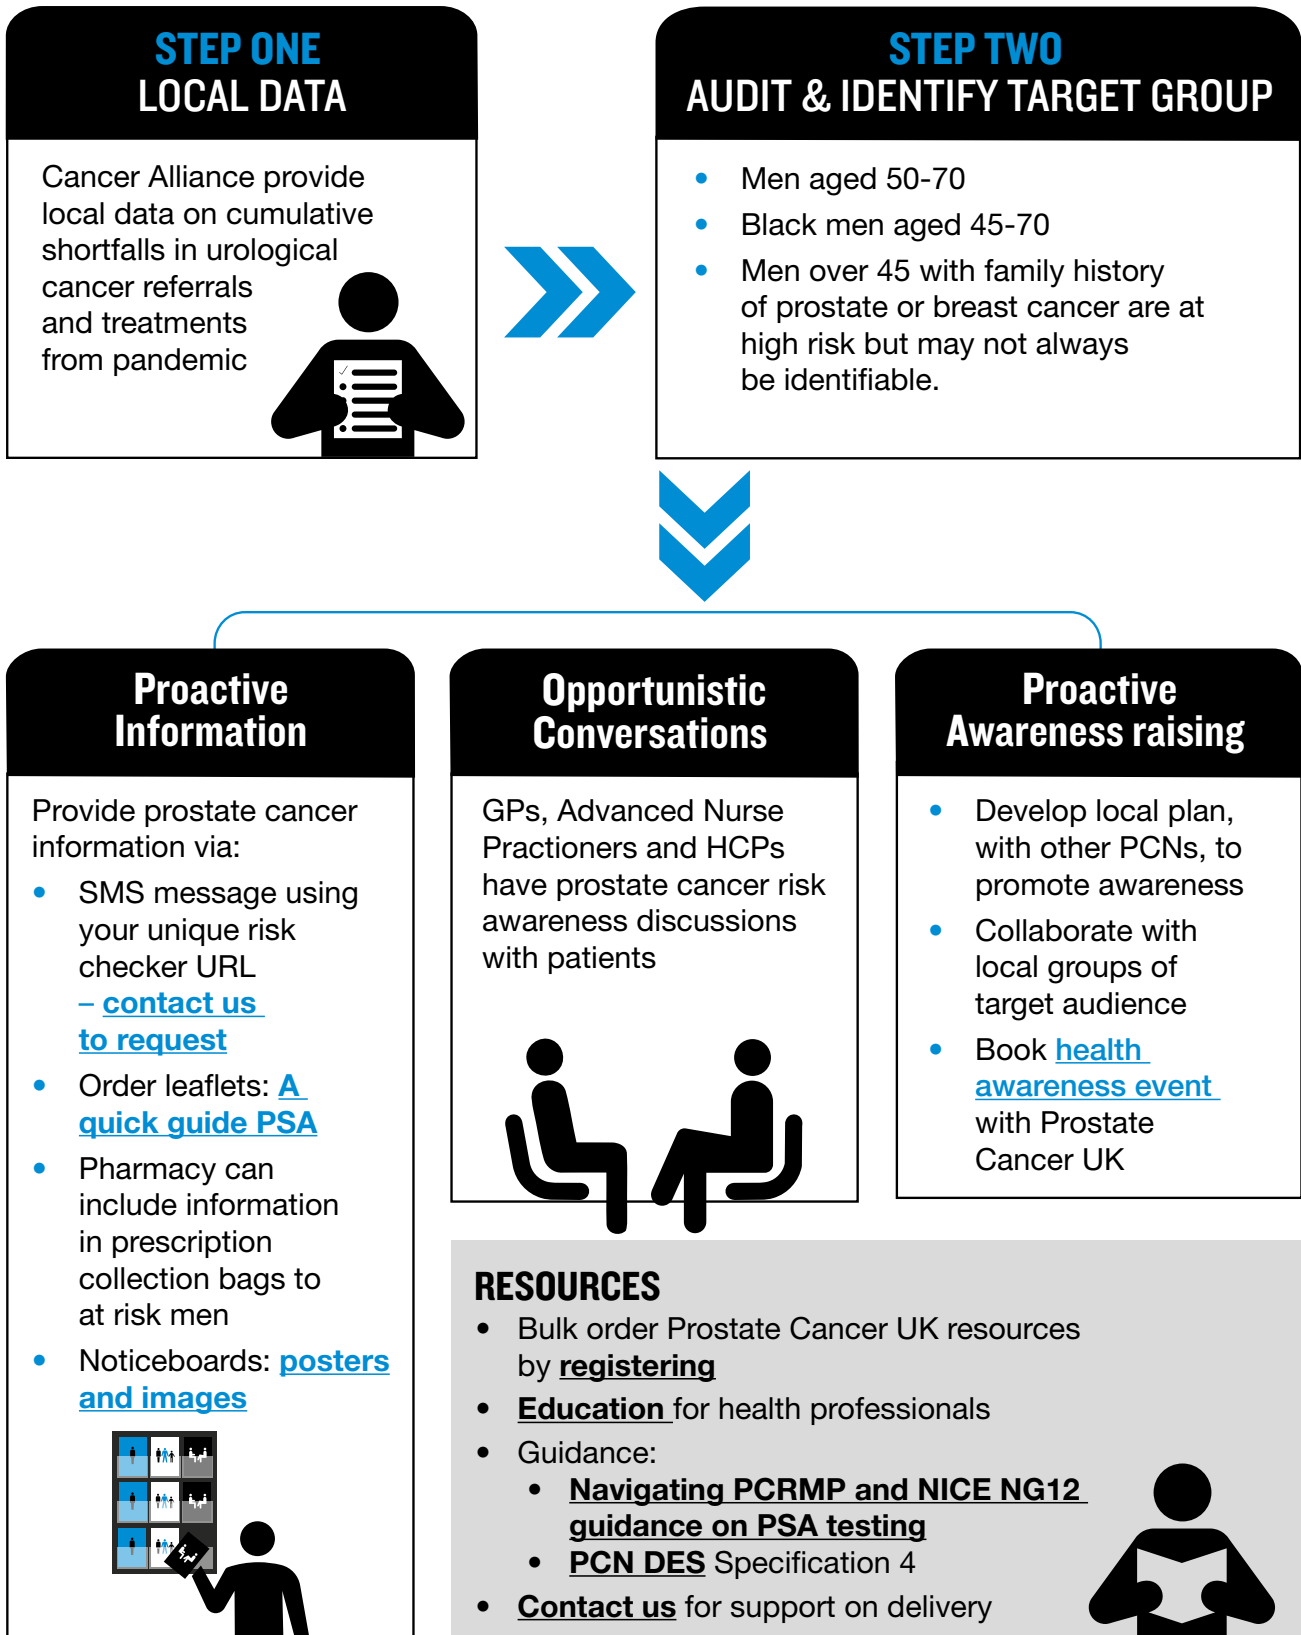 STEP ONE
LOCAL DATA
Cancer Alliance provide
local data on cumulative
shortfalls in urological
cancer referrals
and treatments
from pandemic
STEP TWO
AUDIT & IDENTIFY TARGET GROUP
• Men aged 50-70
• Black men aged 45-70
• Men over 45 with family history
of prostate or breast cancer are at
high risk but may not always
be identifiable.
Proactive
Information
Provide prostate cancer
information via:
• SMS message using
your unique risk
checker URL
– contact us
to request
• Order leaflets: A
quick guide PSA
• Pharmacy can
include information
in prescription
collection bags to
at risk men
• Noticeboards: posters
and images
Opportunistic
Conversations
GPs, Advanced Nurse
Practioners and HCPs
have prostate cancer risk
awareness discussions
with patients
Proactive
Awareness raising
• Develop local plan,
with other PCNs, to
promote awareness
• Collaborate with
local groups of
target audience
• Book health
awareness event
with Prostate
Cancer UK
RESOURCES
• Bulk order Prostate Cancer UK resources
by registering
• Education for health professionals
• Guidance:
• Navigating PCRMP and NICE NG12
guidance on PSA testing
• PCN DES Specification 4
• Contact us for support on delivery